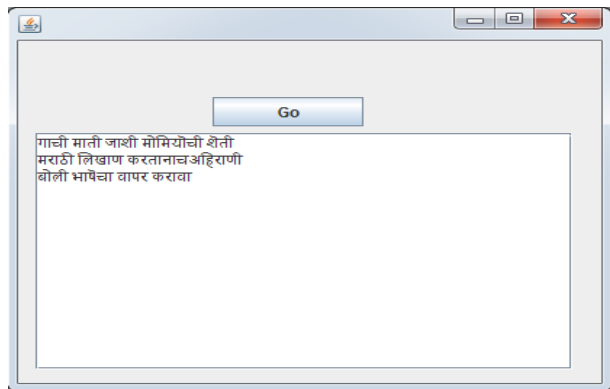 Go
गाची माती जाशी मोमियोची शेती
मराठी लिखाण करतानाचअहिराणी
बोली भाषेचा वापर करावा